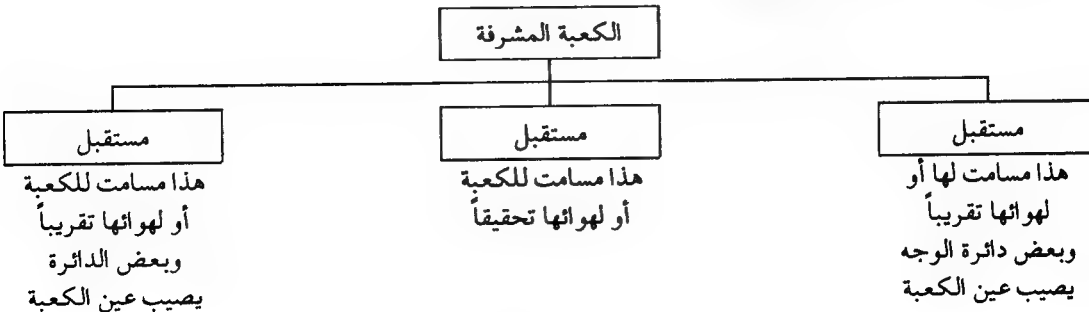 الكعبة المشرفة
مستقبل
هذا مسامت لها أو
لهوائها تقريباً
وبعض دائرة الوجه
يصيب عين الكعبة
مستقبل
هذا مسامت للكعبة
أو لهوائها تحقيقاً
مستقبل
هذا مسامت للكعبة
أو لهوائها تقريباً
وبعض الدائرة
يصيب عين الكعبة